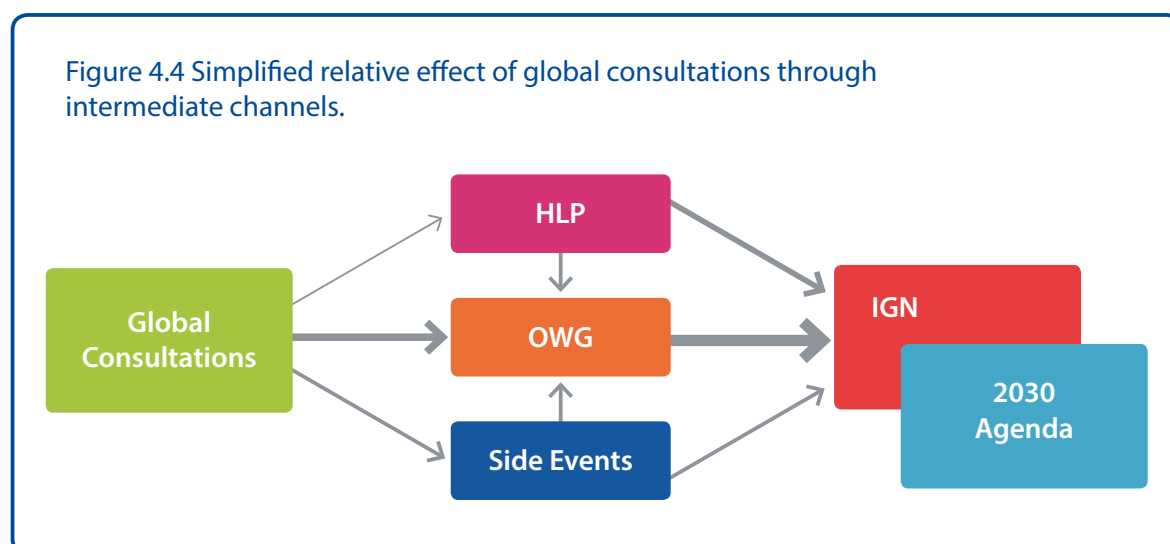 Figure 4.4 Simplified relative effect of global consultations through
intermediate channels.
HLP
Global
Consultations
OWG
IGN
Side Events
2030
Agenda